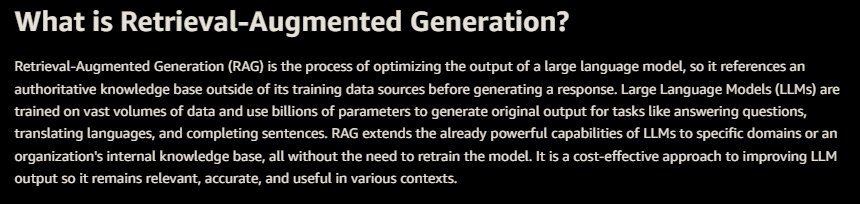 What is Retrieval-Augmented Generation?
Retrieval-Augmented Generation (RAG) is the process of optimizing the output of a large language model, so it references an
authoritative knowledge base outside of its training data sources before generating a response. Large Language Models (LLMs) are
trained on vast volumes of data and use billions of parameters to generate original output for tasks like answering questions,
translating languages, and completing sentences. RAG extends the already powerful capabilities of LLMs to specific domains or an
organization's internal knowledge base, all without the need to retrain the model. It is a cost-effective approach to improving LLM
output so it remains relevant, accurate, and useful in various contexts.